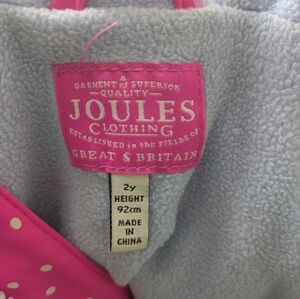 A
GARMENT of SUPERIOR
QUALITY
JOULES
CLOTHING
ESTABLISHED in the FIELDS OF
GREAT & BRITAIN
2y
HEIGHT
92cm
MADE
IN
CHINA